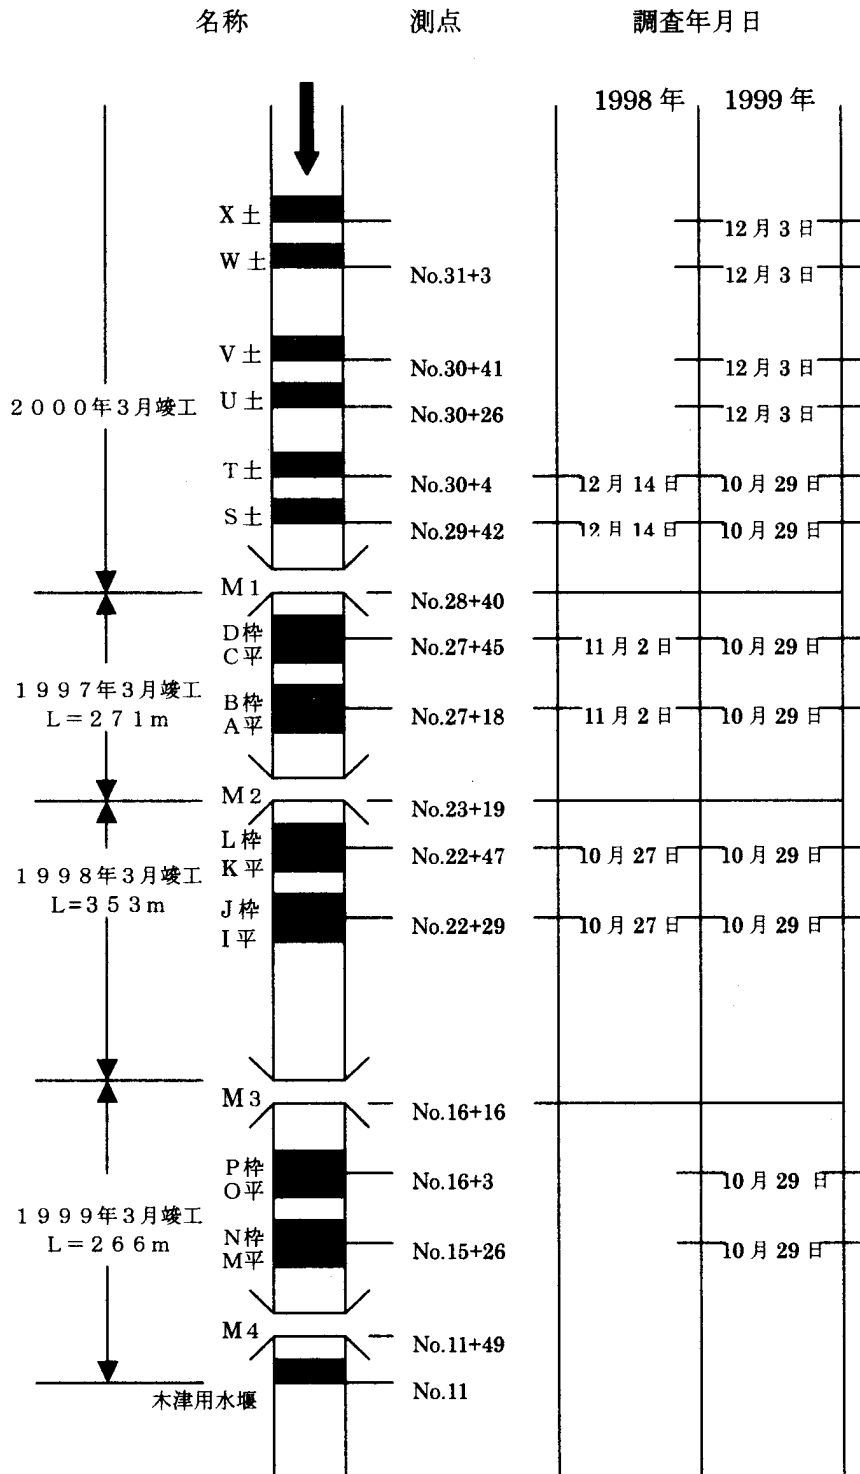 名称 測点 調査年月日
1998年 1999年
X土 12月3日
W土 No.31+3 12月3日
V土 No.30+41 12月3日
2000年3月竣工 U土 No.30+26 12月3日
T土 No.30+4 12月14日 10月29日
S土 No.29+42 12月14日 10月29日
M1 No.28+40
D枠 No.27+45 11月2日 10月29日
C平
1997年3月竣工 B枠 No.27+18 11月2日 10月29日
L=271m A平
M2 No.23+19
L枠 No.22+47 10月27日 10月29日
1998年3月竣工 K平
L=353m J枠 No.22+29 10月27日 10月29日
I平
M3 No.16+16
P枠 No.16+3 10月29日
O平
1999年3月竣工 N枠 No.15+26 10月29日
L=266m M平
M4 No.11+49
木津用水堰 No.11